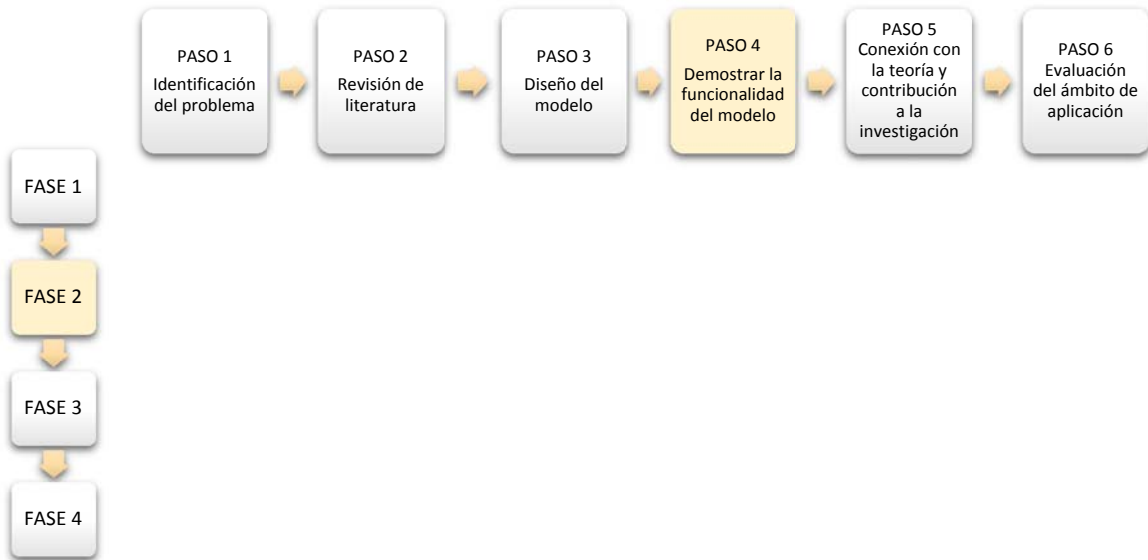 PASO 1
Identificación
del problema
PASO 2
Revisión de
literatura
PASO 3
Diseño del
modelo
PASO 4
Demostrar la
funcionalidad
del modelo
PASO 5
Conexión con
la teoría y
contribución
a la
investigación
PASO 6
Evaluación
del ámbito de
aplicación
FASE 1
FASE 2
FASE 3
FASE 4